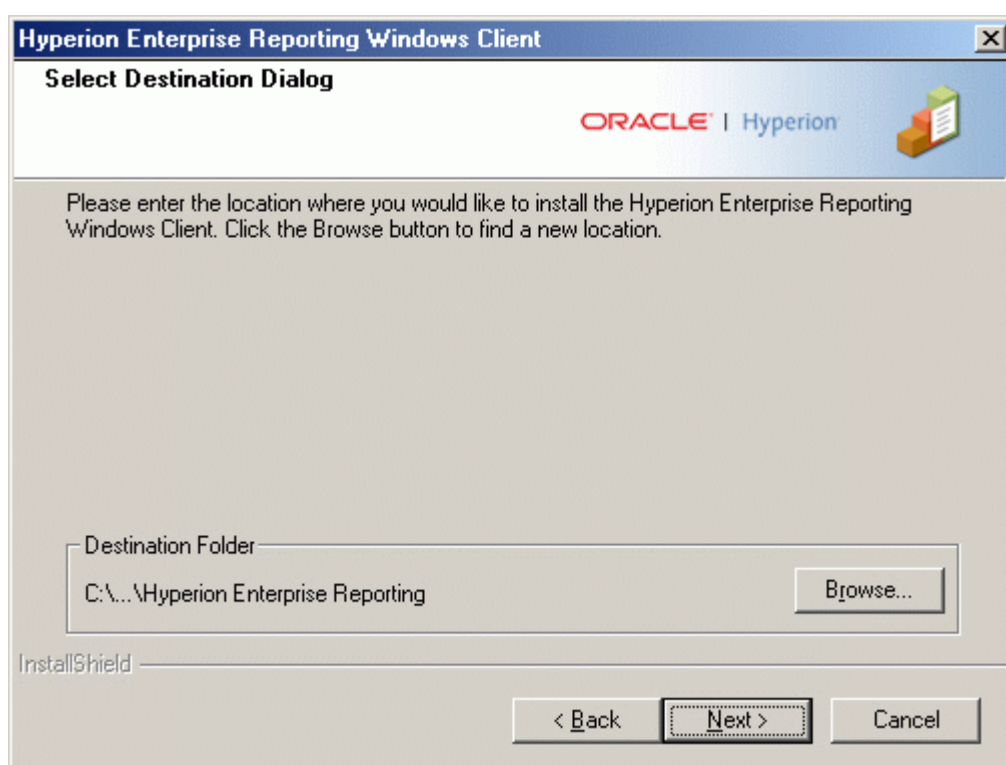 Hyperion Enterprise Reporting Windows Client
Select Destination Dialog
ORACLE | Hyperion
Please enter the location where you would like to install the Hyperion Enterprise Reporting
Windows Client. Click the Browse button to find a new location.
Destination Folder
C:\...\Hyperion Enterprise Reporting
Browse...
InstallShield
< Back
Next >
Cancel